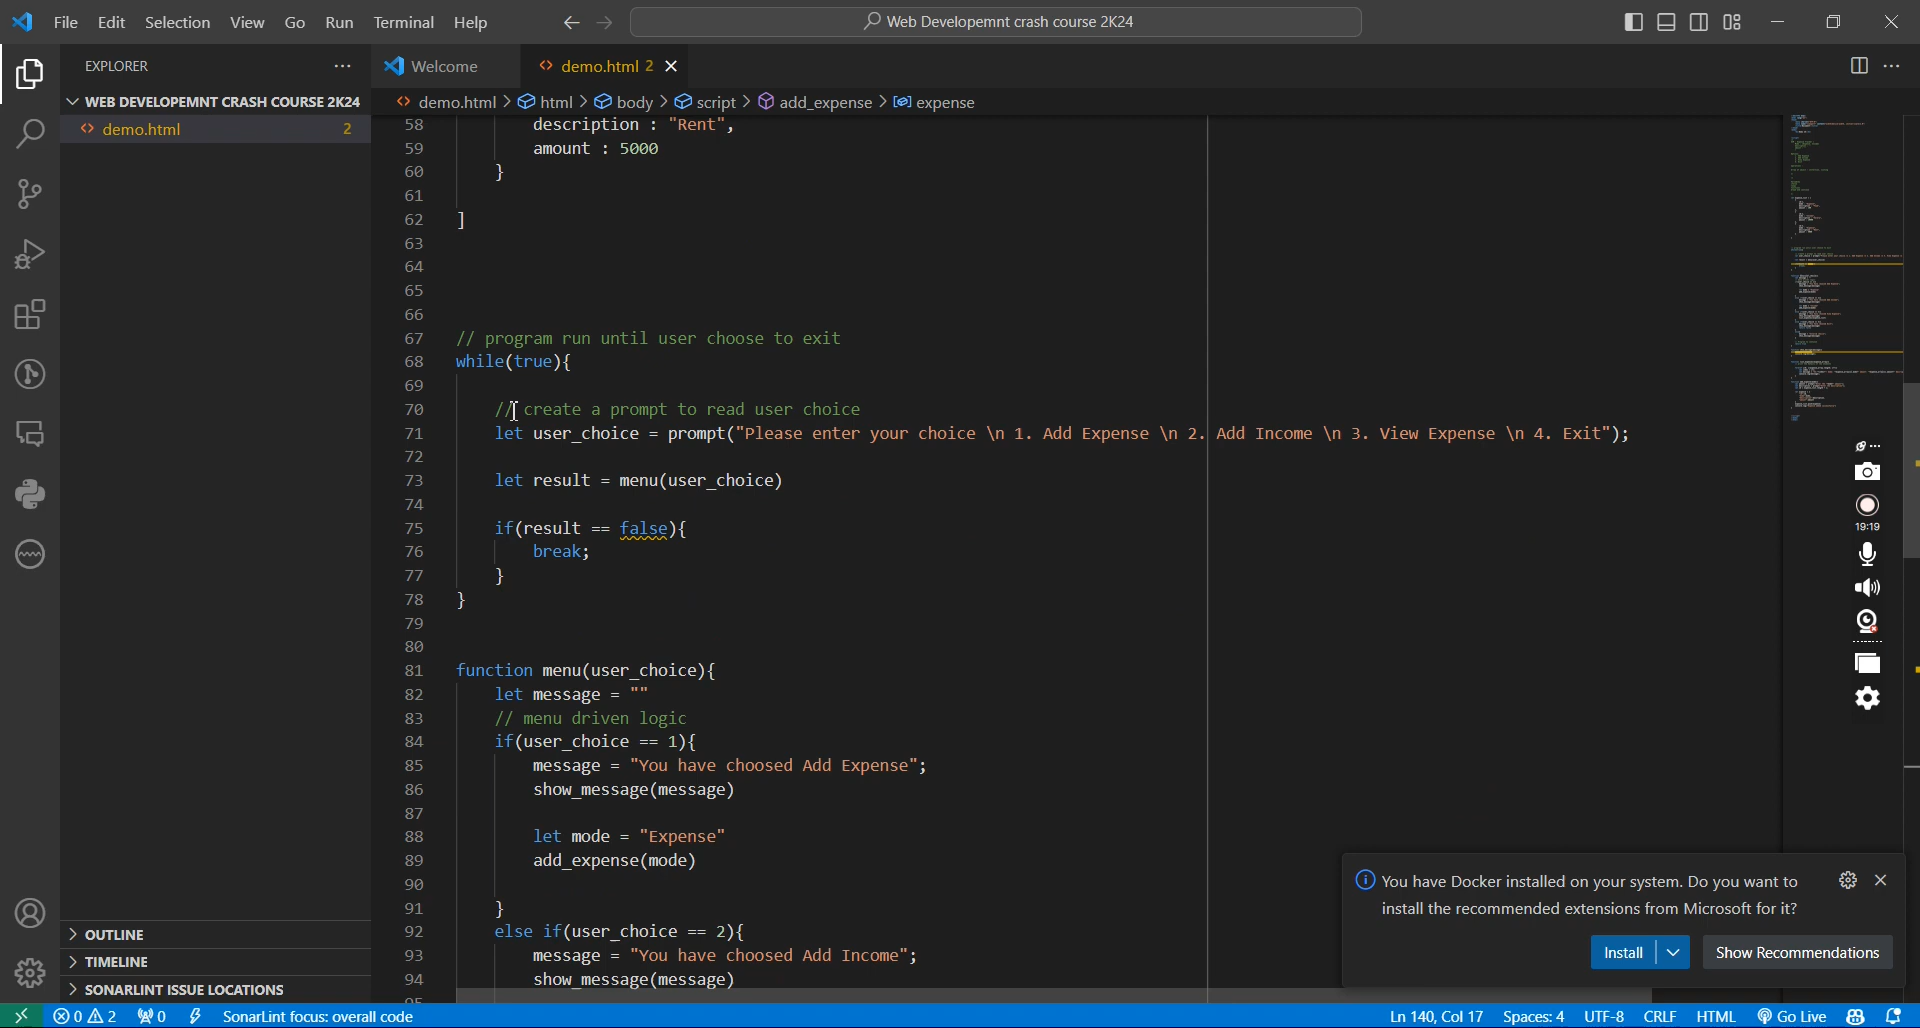 File Edit Selection View Go Run Terminal Help
Web Developemnt crash course 2K24
EXPLORER
Welcome
demo.html 2
WEB DEVELOPEMNT CRASH COURSE 2K24
demo.html 2
demo.html > html > body > script > add_expense > expense
58 description : "Rent",
59 amount : 5000
60 }
61
62 ]
63
64
65
66
67 // program run until user choose to exit
68 while(true){
69
70 // create a prompt to read user choice
71 let user_choice = prompt("Please enter your choice \n 1. Add Expense \n 2. Add Income \n 3. View Expense \n 4. Exit");
72
73 let result = menu(user_choice)
74
75 if(result == false){
76 break;
77 }
78 }
79
80
81 function menu(user_choice){
82 let message = ""
83 // menu driven logic
84 if(user_choice == 1){
85 message = "You have choosed Add Expense";
86 show_message(message)
87
88 let mode = "Expense"
89 add_expense(mode)
90
91 }
92 else if(user_choice == 2){
93 message = "You have choosed Add Income";
94 show_message(message)
95
19:19
You have Docker installed on your system. Do you want to
install the recommended extensions from Microsoft for it?
Install
Show Recommendations
OUTLINE
TIMELINE
SONARLINT ISSUE LOCATIONS
0 2 0 SonarLint focus: overall code Ln 140, Col 17 Spaces: 4 UTF-8 CRLF HTML Go Live